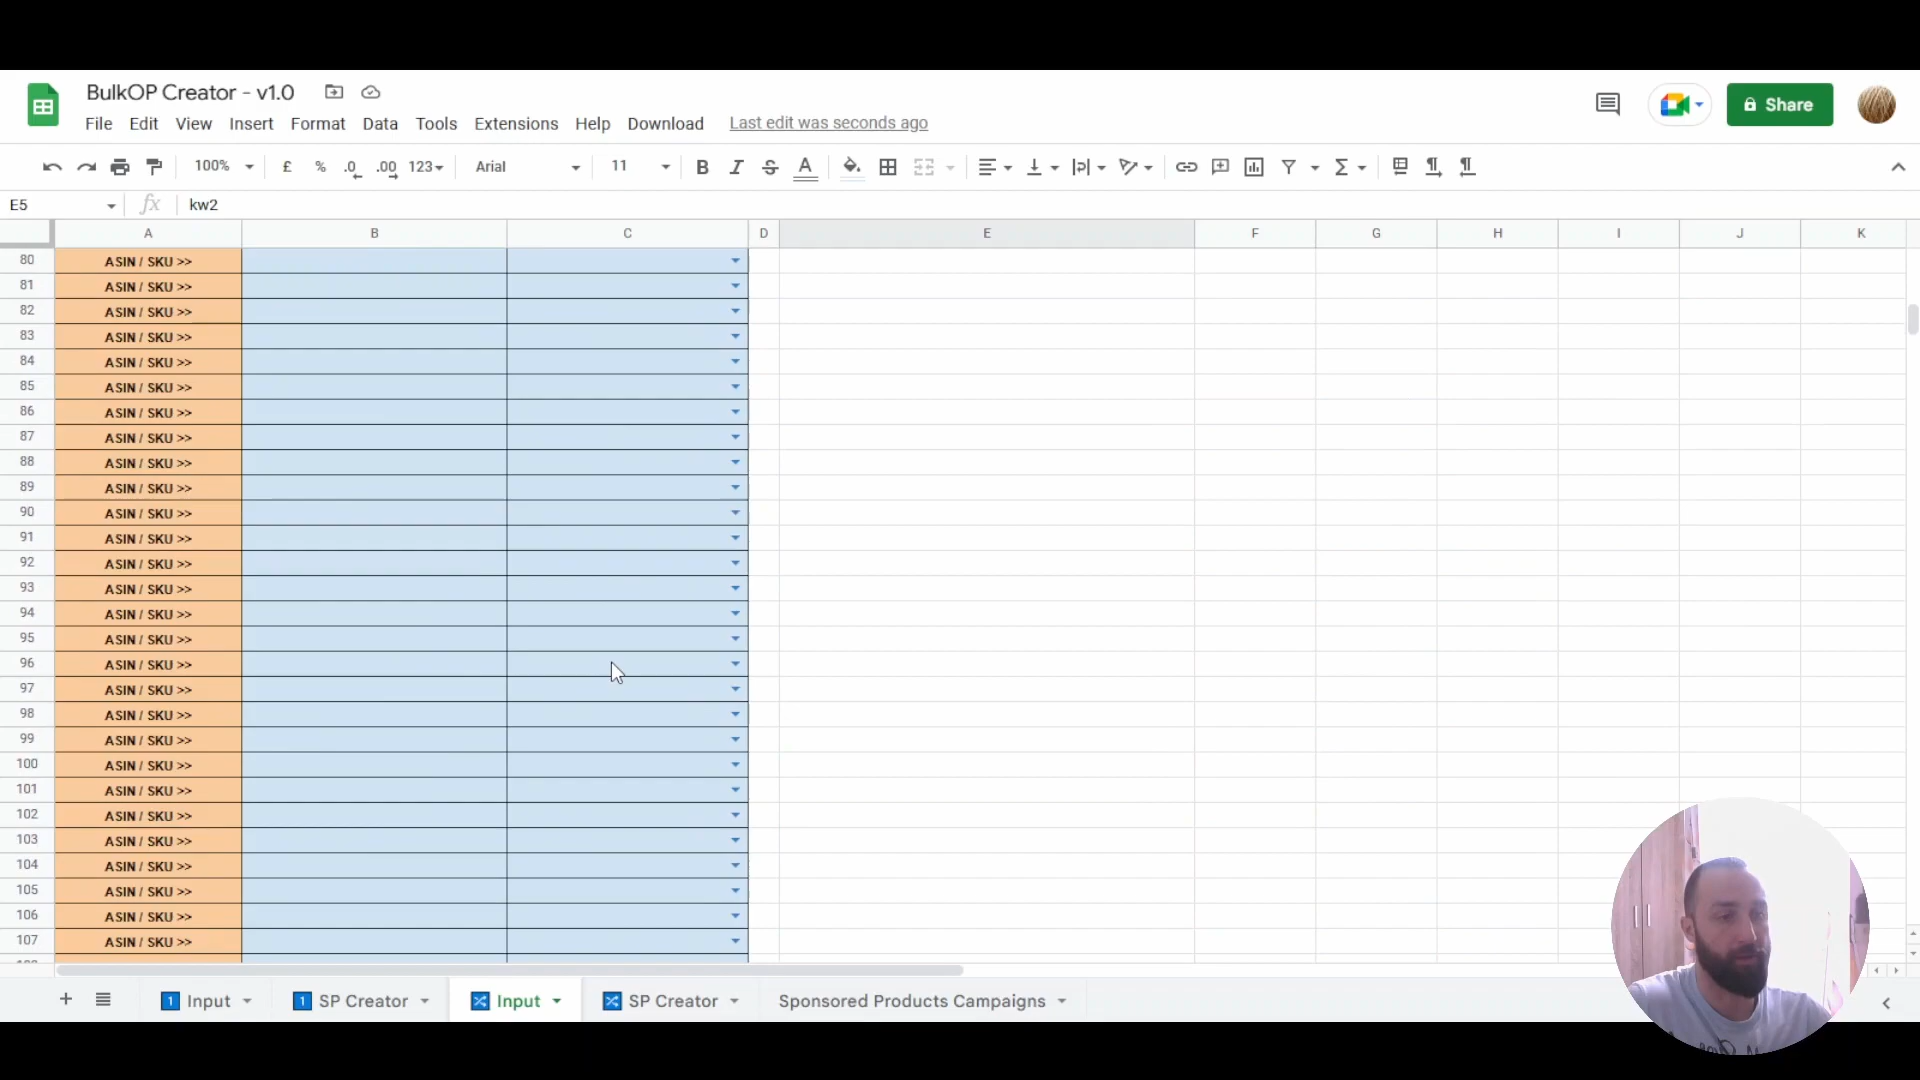 BulkOP Creator - v1.0
Share
File Edit View Insert Format Data Tools Extensions Help Download Last edit was seconds ago
100% £ % .0 .00 123 Arial 11 B I S A
E5 fx kw2
A B C D E F G H I J K
80 ASIN / SKU >>
81 ASIN / SKU >>
82 ASIN / SKU >>
83 ASIN / SKU >>
84 ASIN / SKU >>
85 ASIN / SKU >>
86 ASIN / SKU >>
87 ASIN / SKU >>
88 ASIN / SKU >>
89 ASIN / SKU >>
90 ASIN / SKU >>
91 ASIN / SKU >>
92 ASIN / SKU >>
93 ASIN / SKU >>
94 ASIN / SKU >>
95 ASIN / SKU >>
96 ASIN / SKU >>
97 ASIN / SKU >>
98 ASIN / SKU >>
99 ASIN / SKU >>
100 ASIN / SKU >>
101 ASIN / SKU >>
102 ASIN / SKU >>
103 ASIN / SKU >>
104 ASIN / SKU >>
105 ASIN / SKU >>
106 ASIN / SKU >>
107 ASIN / SKU >>
1 Input 1 SP Creator Input SP Creator Sponsored Products Campaigns